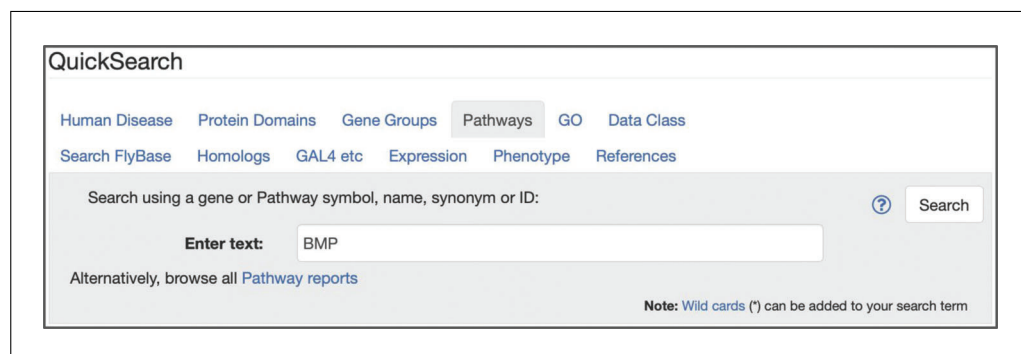 QuickSearch
Human Disease Protein Domains Gene Groups Pathways GO Data Class
Search FlyBase Homologs GAL4 etc Expression Phenotype References
Search using a gene or Pathway symbol, name, synonym or ID:
? Search
Enter text: BMP
Alternatively, browse all Pathway reports
Note: Wild cards (*) can be added to your search term